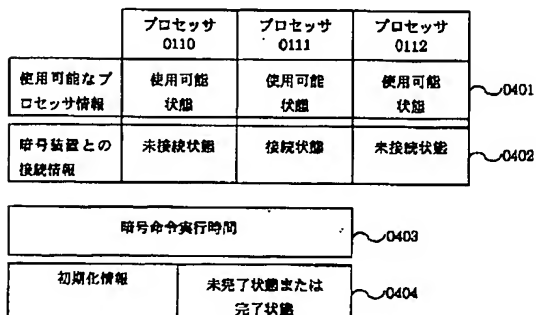 プロセッサ プロセッサ プロセッサ
0110 0111 0112
使用可能なプ 使用可能 使用可能 使用可能
ロセッサ情報 状態 状態 状態 0401
暗号装置との 未接続状態 接続状態 未接続状態
接続情報 0402
暗号命令実行時間 0403
初期化情報 未完了状態または 0404
完了状態